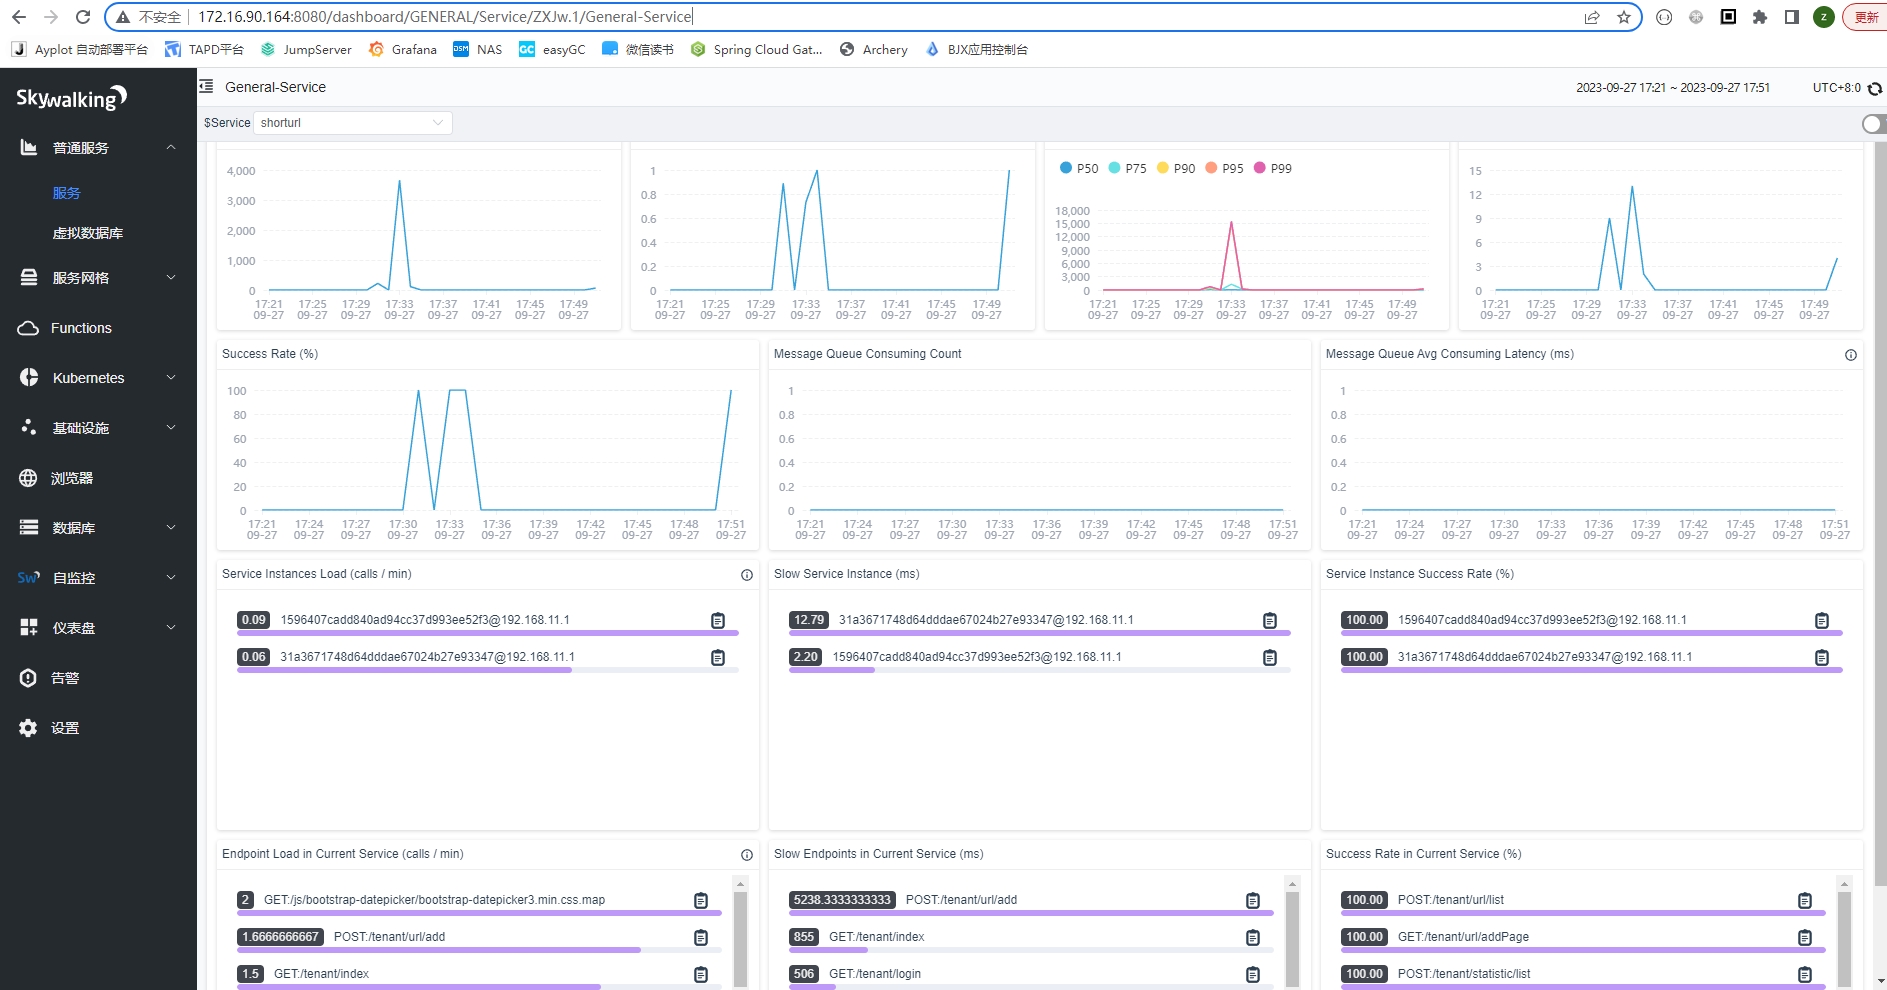 不安全 172.16.90.164:8080/dashboard/GENERAL/Service/ZXJw.1/General-Service Z 更新
J Ayplot 自动部署平台 TAPD平台 JumpServer Grafana DSM NAS GC easyGC 微信读书 Spring Cloud Gat... Archery BJX应用控制台
Skywalking
普通服务
服务
虚拟数据库
服务网格
Functions
Kubernetes
基础设施
浏览器
数据库
Sw 自监控
仪表盘
告警
设置
General-Service 2023-09-27 17:21 ~ 2023-09-27 17:51 UTC+8:0
$Service shorturl
4,000
3,000
2,000
1,000
0
17:21 17:25 17:29 17:33 17:37 17:41 17:45 17:49
09-27 09-27 09-27 09-27 09-27 09-27 09-27 09-27
1
0.8
0.6
0.4
0.2
0
17:21 17:25 17:29 17:33 17:37 17:41 17:45 17:49
09-27 09-27 09-27 09-27 09-27 09-27 09-27 09-27
P50 P75 P90 P95 P99
18,000
15,000
12,000
9,000
6,000
3,000
0
17:21 17:25 17:29 17:33 17:37 17:41 17:45 17:49
09-27 09-27 09-27 09-27 09-27 09-27 09-27 09-27
15
12
9
6
3
0
17:21 17:25 17:29 17:33 17:37 17:41 17:45 17:49
09-27 09-27 09-27 09-27 09-27 09-27 09-27 09-27
Success Rate (%)
100
80
60
40
20
0
17:21 17:24 17:27 17:30 17:33 17:36 17:39 17:42 17:45 17:48 17:51
09-27 09-27 09-27 09-27 09-27 09-27 09-27 09-27 09-27 09-27 09-27
Message Queue Consuming Count
1
0.8
0.6
0.4
0.2
0
17:21 17:24 17:27 17:30 17:33 17:36 17:39 17:42 17:45 17:48 17:51
09-27 09-27 09-27 09-27 09-27 09-27 09-27 09-27 09-27 09-27 09-27
Message Queue Avg Consuming Latency (ms)
1
0.8
0.6
0.4
0.2
0
17:21 17:24 17:27 17:30 17:33 17:36 17:39 17:42 17:45 17:48 17:51
09-27 09-27 09-27 09-27 09-27 09-27 09-27 09-27 09-27 09-27 09-27
Service Instances Load (calls / min)
0.09 1596407cadd840ad94cc37d993ee52f3@192.168.11.1
0.06 31a3671748d64dddae67024b27e93347@192.168.11.1
Slow Service Instance (ms)
12.79 31a3671748d64dddae67024b27e93347@192.168.11.1
2.20 1596407cadd840ad94cc37d993ee52f3@192.168.11.1
Service Instance Success Rate (%)
100.00 1596407cadd840ad94cc37d993ee52f3@192.168.11.1
100.00 31a3671748d64dddae67024b27e93347@192.168.11.1
Endpoint Load in Current Service (calls / min)
2 GET:/js/bootstrap-datepicker/bootstrap-datepicker3.min.css.map
1.6666666667 POST:/tenant/url/add
1.5 GET:/tenant/index
Slow Endpoints in Current Service (ms)
5238.3333333333 POST:/tenant/url/add
855 GET:/tenant/index
506 GET:/tenant/login
Success Rate in Current Service (%)
100.00 POST:/tenant/url/list
100.00 GET:/tenant/url/addPage
100.00 POST:/tenant/statistic/list